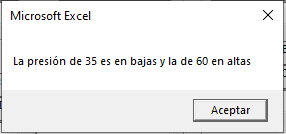 Microsoft Excel
La presión de 35 es en bajas y la de 60 en altas
Aceptar